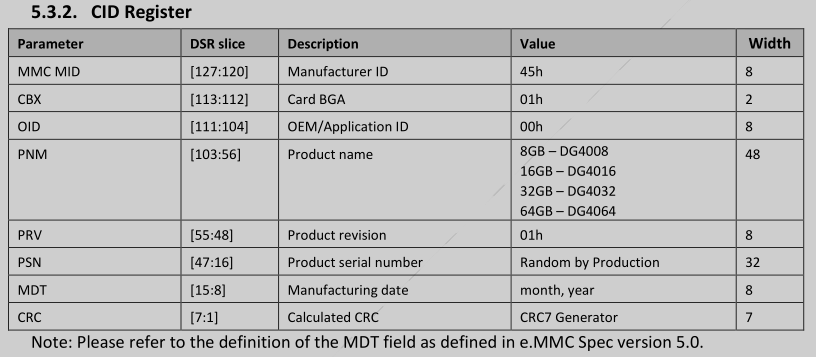 5.3.2. CID Register
Parameter DSR slice Description Value Width
MMC MID [127:120] Manufacturer ID 45h 8
CBX [113:112] Card BGA 01h 2
OID [111:104] OEM/Application ID 00h 8
PNM [103:56] Product name 8GB – DG4008 48
16GB – DG4016
32GB – DG4032
64GB – DG4064
PRV [55:48] Product revision 01h 8
PSN [47:16] Product serial number Random by Production 32
MDT [15:8] Manufacturing date month, year 8
CRC [7:1] Calculated CRC CRC7 Generator 7
Note: Please refer to the definition of the MDT field as defined in e.MMC Spec version 5.0.